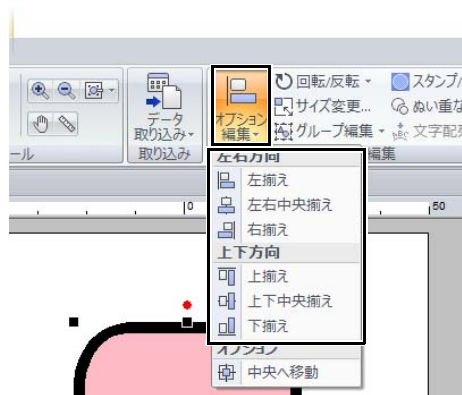 回転/反転
スタンプ/
サイズ変更...
ぬい重な
データ
取り込み
オプション
編集
グループ編集
文字配列
ール
取り込み
編集
左右方向
左揃え
左右中央揃え
右揃え
0
50
上下方向
上揃え
上下中央揃え
下揃え
オプション
中央へ移動